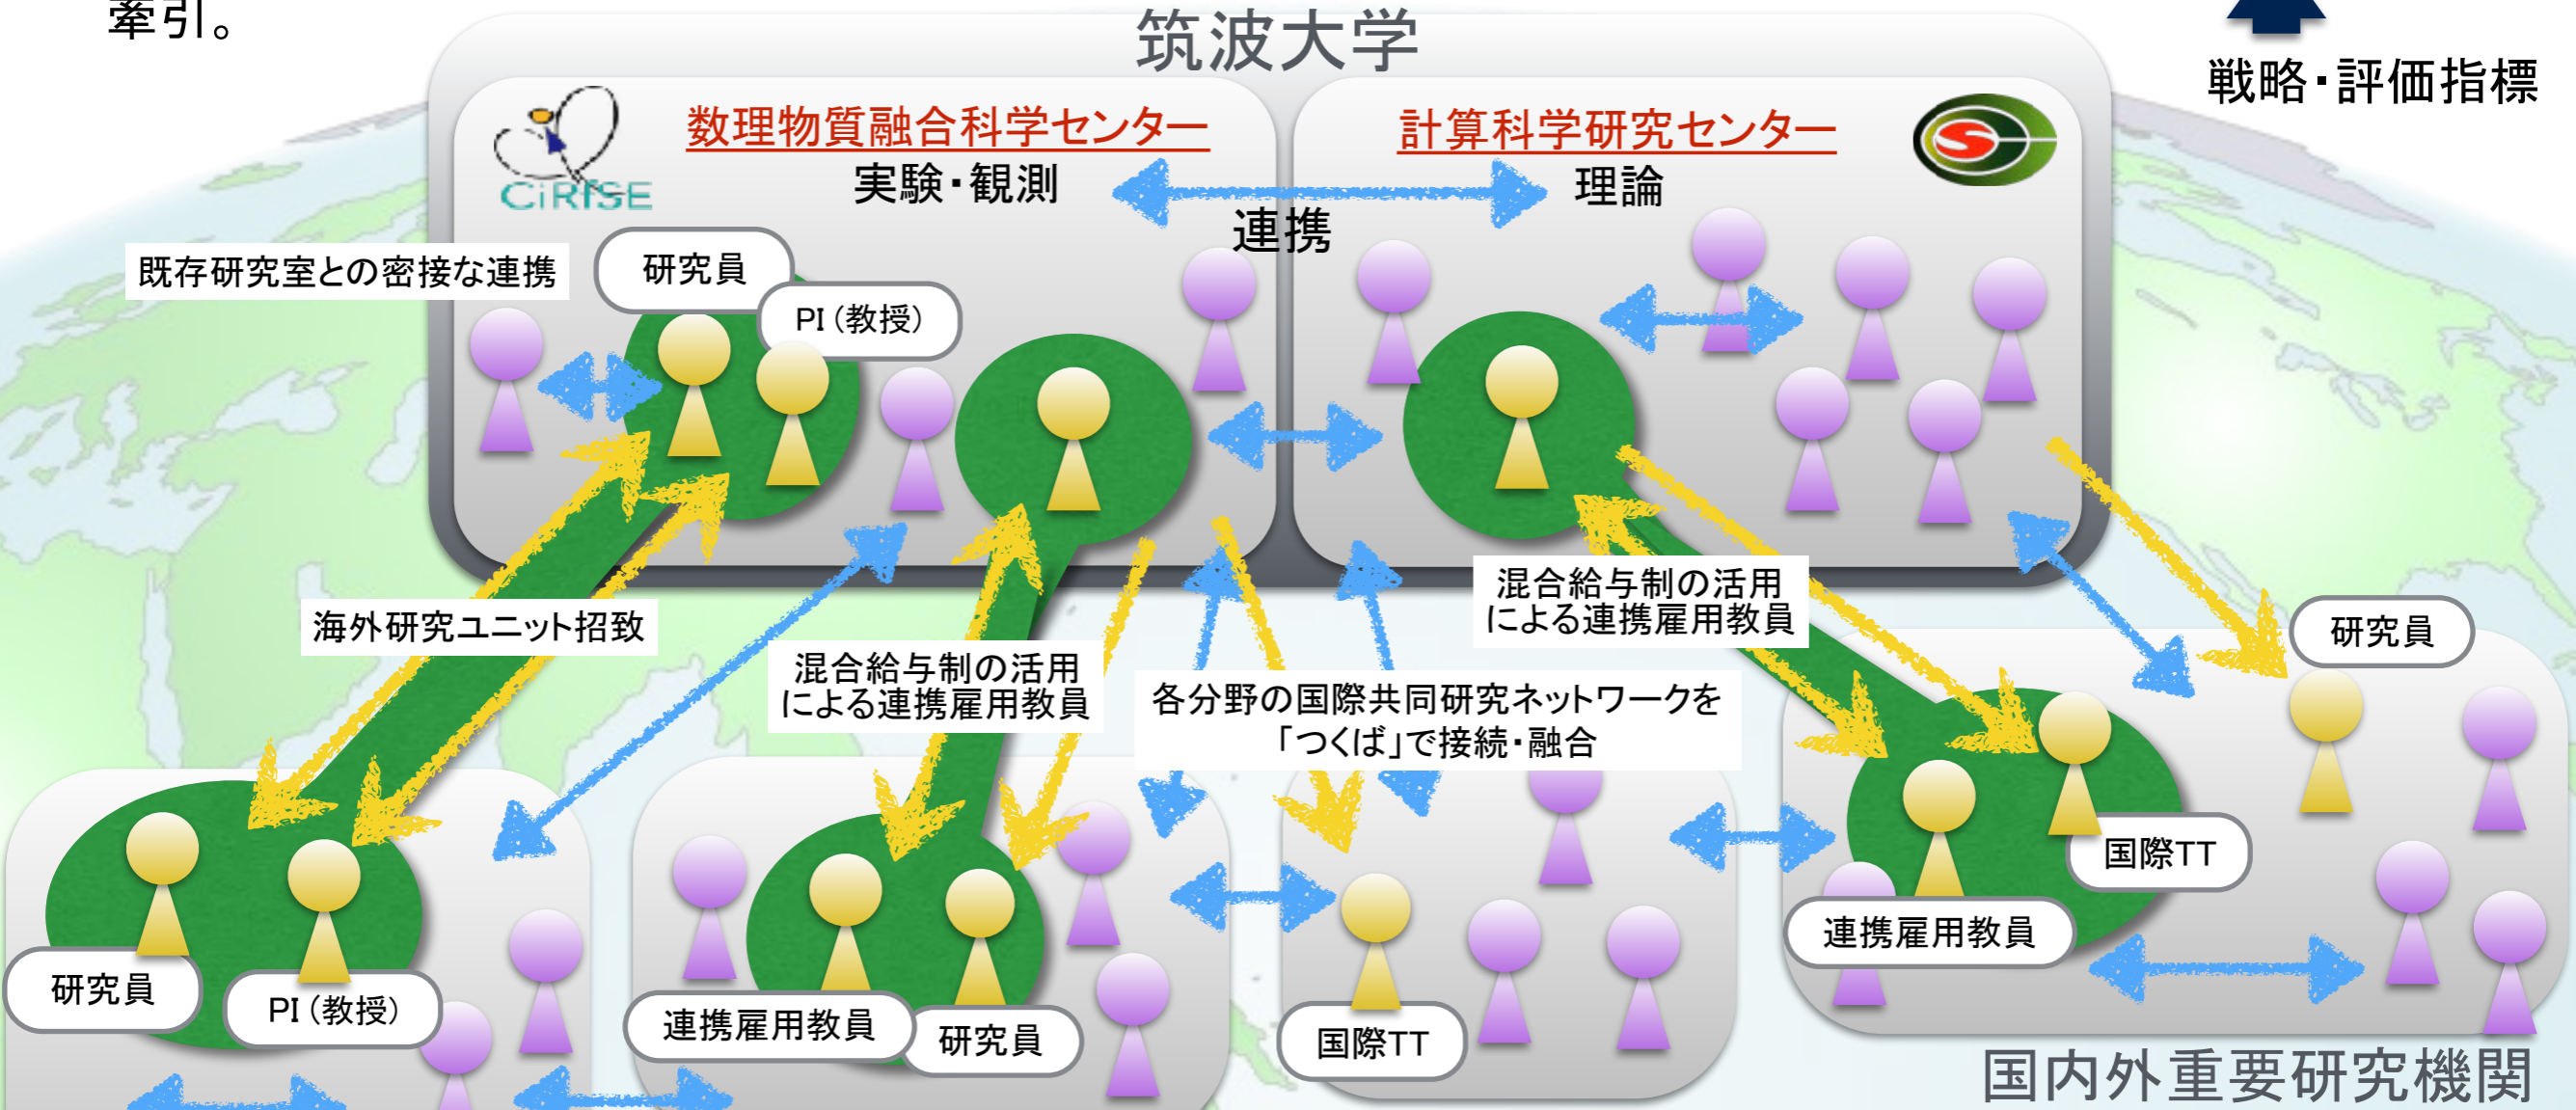 牽引。
筑波大学
戦略・評価指標
CiRfSE
数理物質融合科学センター
実験・観測
計算科学研究センター
理論
連携
既存研究室との密接な連携
研究員
PI（教授）
海外研究ユニット招致
混合給与制の活用
による連携雇用教員
各分野の国際共同研究ネットワークを
「つくば」で接続・融合
混合給与制の活用
による連携雇用教員
研究員
研究員
PI（教授）
連携雇用教員
研究員
国際TT
連携雇用教員
国際TT
国内外重要研究機関